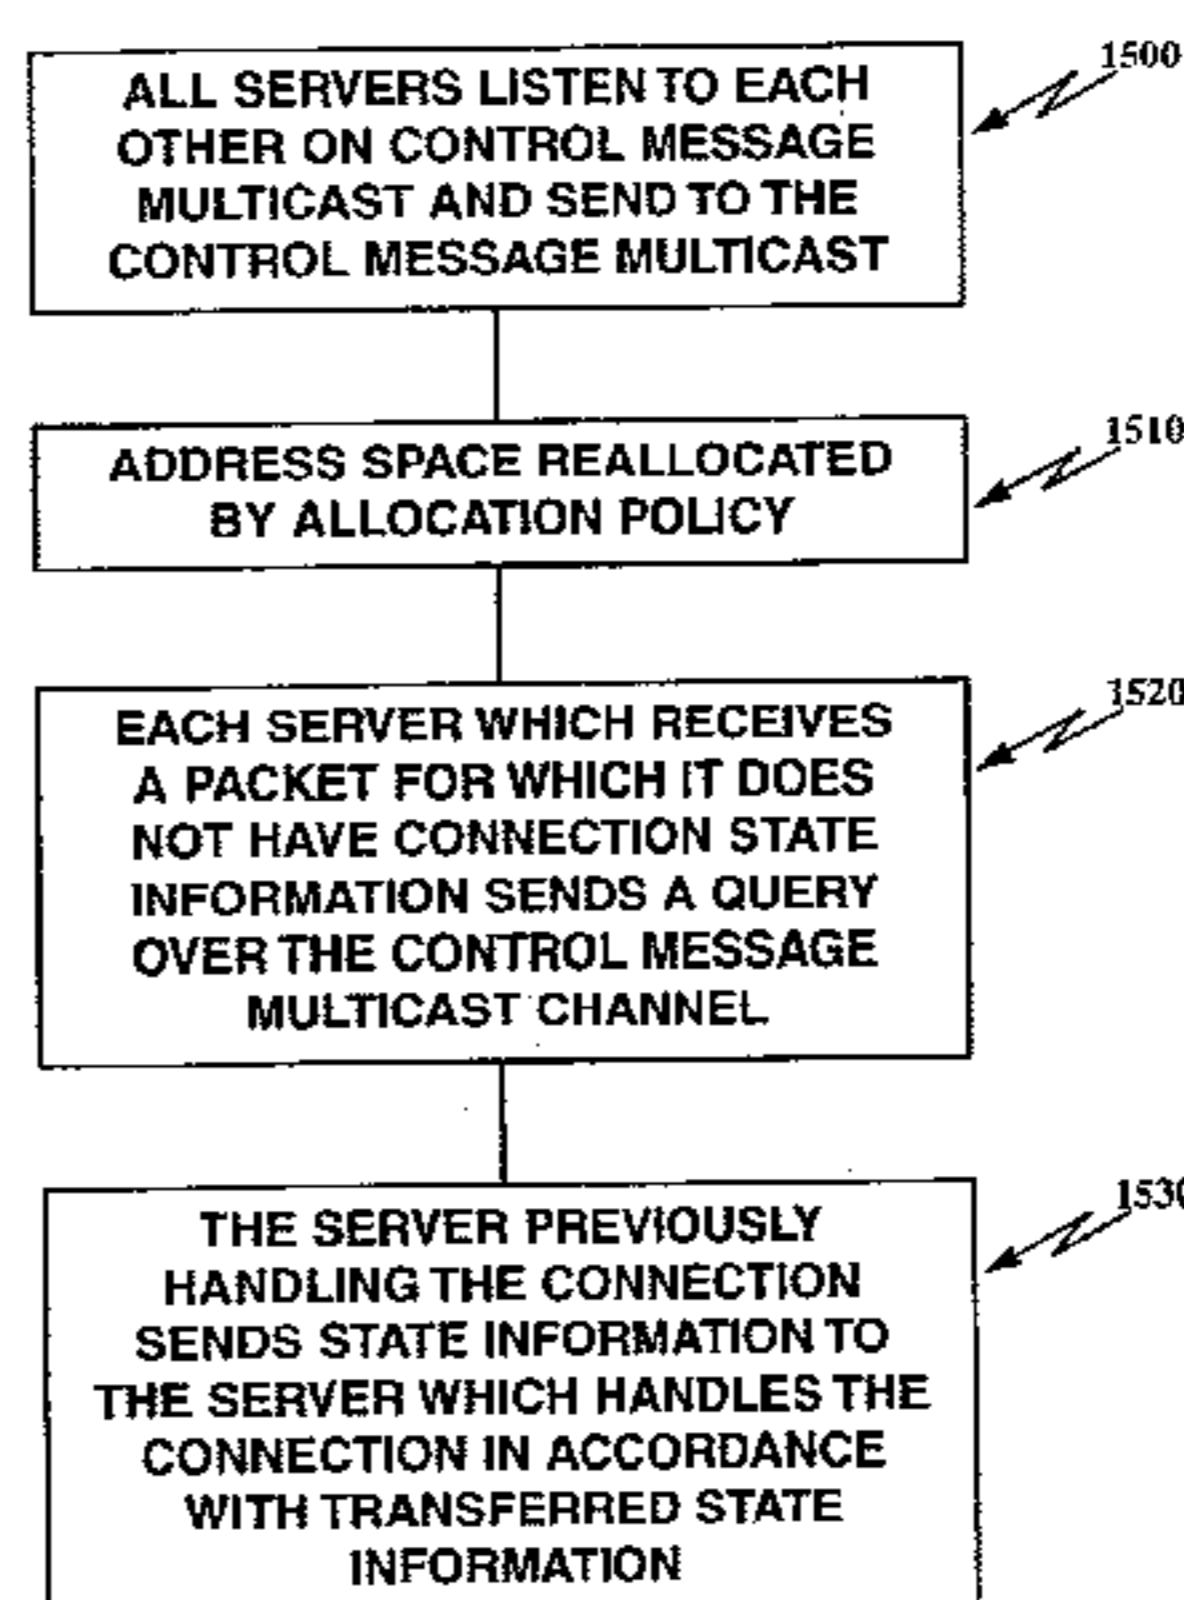 1500
ALL SERVERS LISTEN TO EACH
OTHER ON CONTROL MESSAGE
MULTICAST AND SEND TO THE
CONTROL MESSAGE MULTICAST
1510
ADDRESS SPACE REALLOCATED
BY ALLOCATION POLICY
1520
EACH SERVER WHICH RECEIVES
A PACKET FOR WHICH IT DOES
NOT HAVE CONNECTION STATE
INFORMATION SENDS A QUERY
OVER THE CONTROL MESSAGE
MULTICAST CHANNEL
1530
THE SERVER PREVIOUSLY
HANDLING THE CONNECTION
SENDS STATE INFORMATION TO
THE SERVER WHICH HANDLES THE
CONNECTION IN ACCORDANCE
WITH TRANSFERRED STATE
INFORMATION